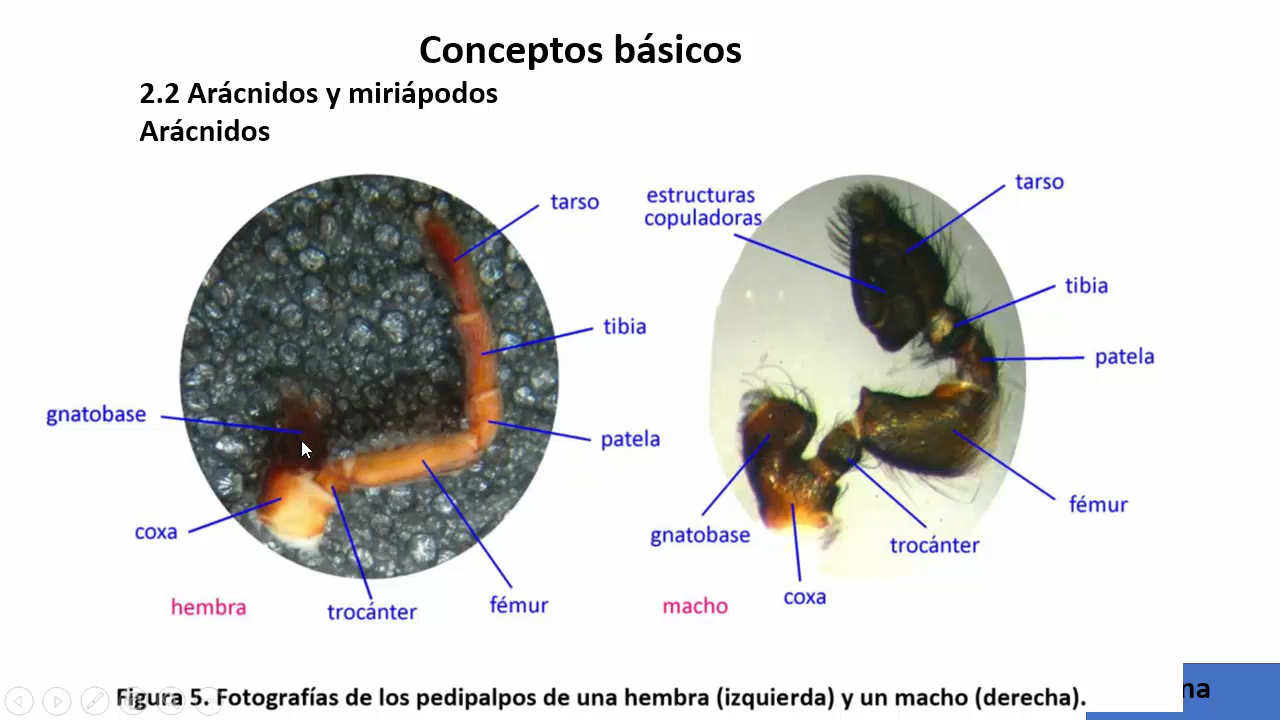 Conceptos básicos
2.2 Arácnidos y miriápodos
Arácnidos
tarso
tibia
gnatobase
patela
coxa
hembra
trocánter
fémur
estructuras
copuladoras
tarso
tibia
patela
fémur
gnatobase
trocánter
coxa
macho
Figura 5. Fotografías de los pedipalpos de una hembra (izquierda) y un macho (derecha).